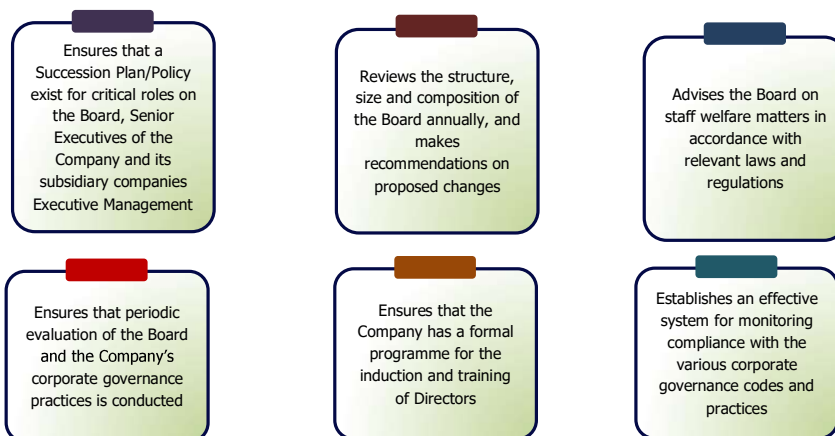 Ensures that a
Succession Plan/Policy
exist for critical roles on
the Board, Senior
Executives of the
Company and its
subsidiary companies
Executive Management
Reviews the structure,
size and composition of
the Board annually, and
makes
recommendations on
proposed changes
Advises the Board on
staff welfare matters in
accordance with
relevant laws and
regulations
Ensures that periodic
evaluation of the Board
and the Company’s
corporate governance
practices is conducted
Ensures that the
Company has a formal
programme for the
induction and training
of Directors
Establishes an effective
system for monitoring
compliance with the
various corporate
governance codes and
practices